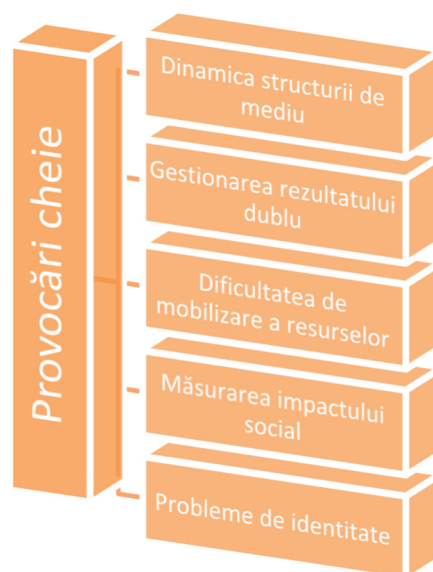 Provocări cheie
Dinamica structurii de
mediu
Gestionarea rezultatului
dublu
Dificultatea de
mobilizare a resurselor
Măsurarea impactului
social
Probleme de identitate